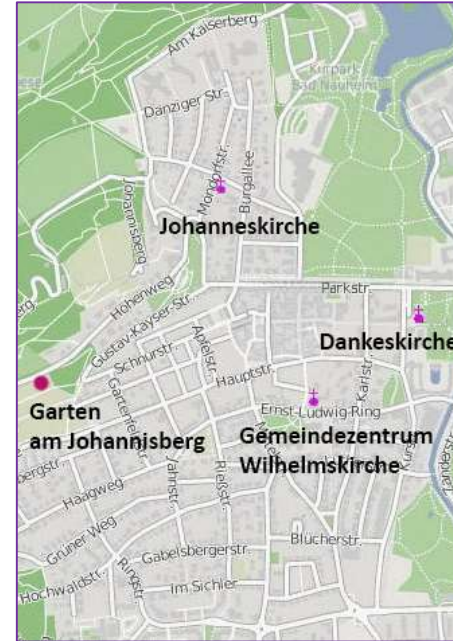 Am Kaiserberg
Kurpark
Bad Nauheim
Danziger Str.
Mondorfstr.
Burgallee
Johannisberg
Johanneskirche
Höhenweg
Parkstr.
Gustav-Kayser-Str.
Dankeskirche
Schnurstr.
Apfelstr.
Hauptstr.
Karlstr.
Garten
am Johannisberg
Gartenfeldstr.
Ernst-Ludwig-Ring
Gemeindezentrum
Wilhelmskirche
Jahnstr.
Rießstr.
Zanderstr.
Haagweg
Grüner Weg
Blücherstr.
Gabelsbergerstr.
Hochwaldstr.
Ringstr.
Im Sichler